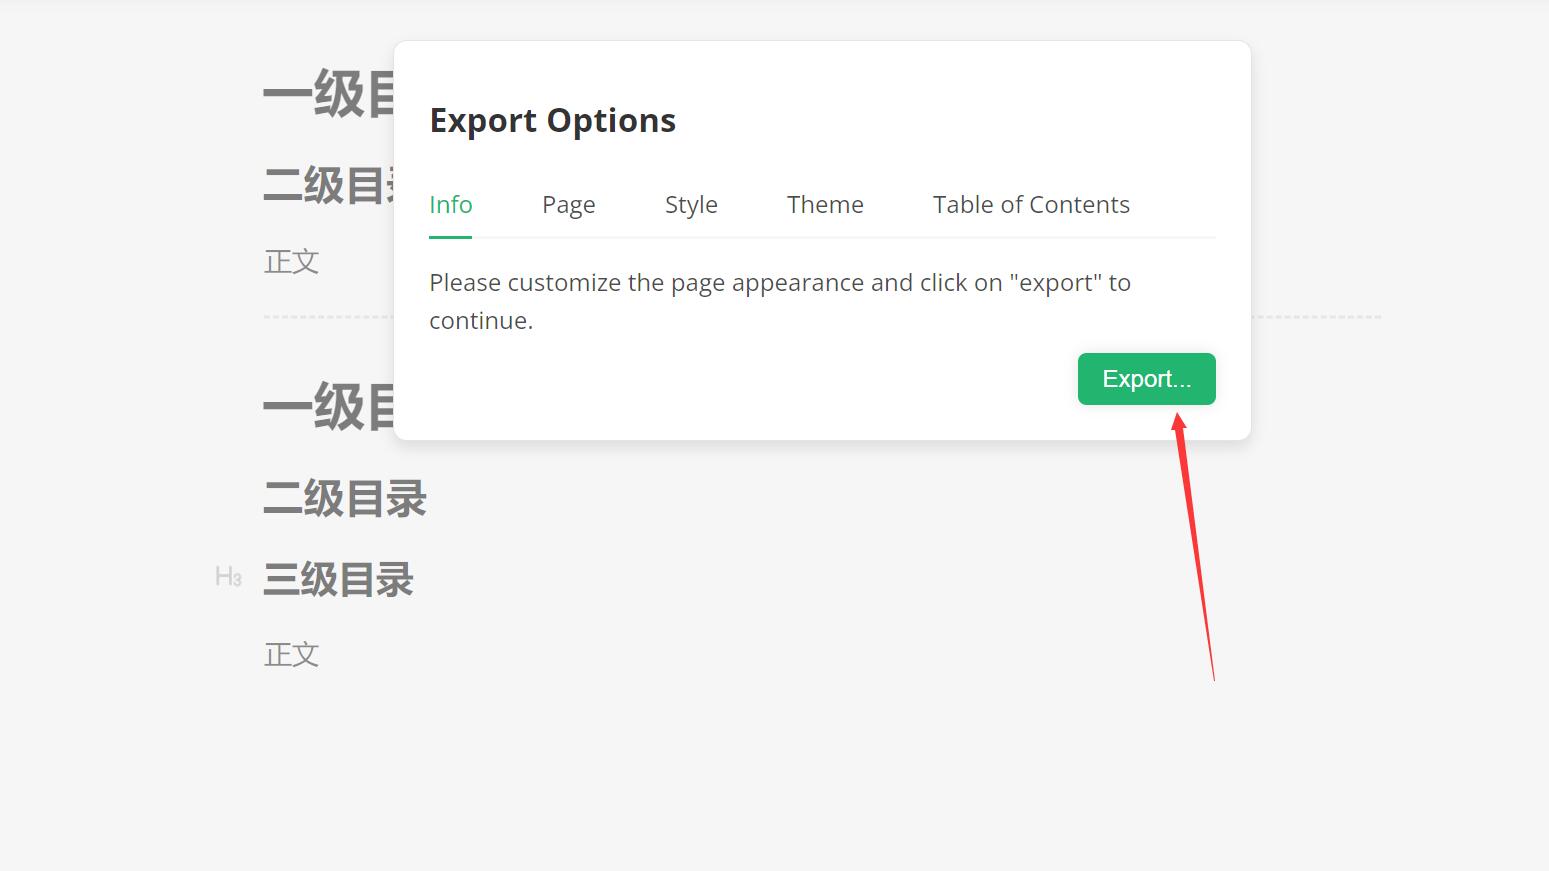 一级目
Export Options
二级目录
Info Page Style Theme Table of Contents
正文
Please customize the page appearance and click on "export" to
continue.
Export...
一级目
二级目录
H3 三级目录
正文